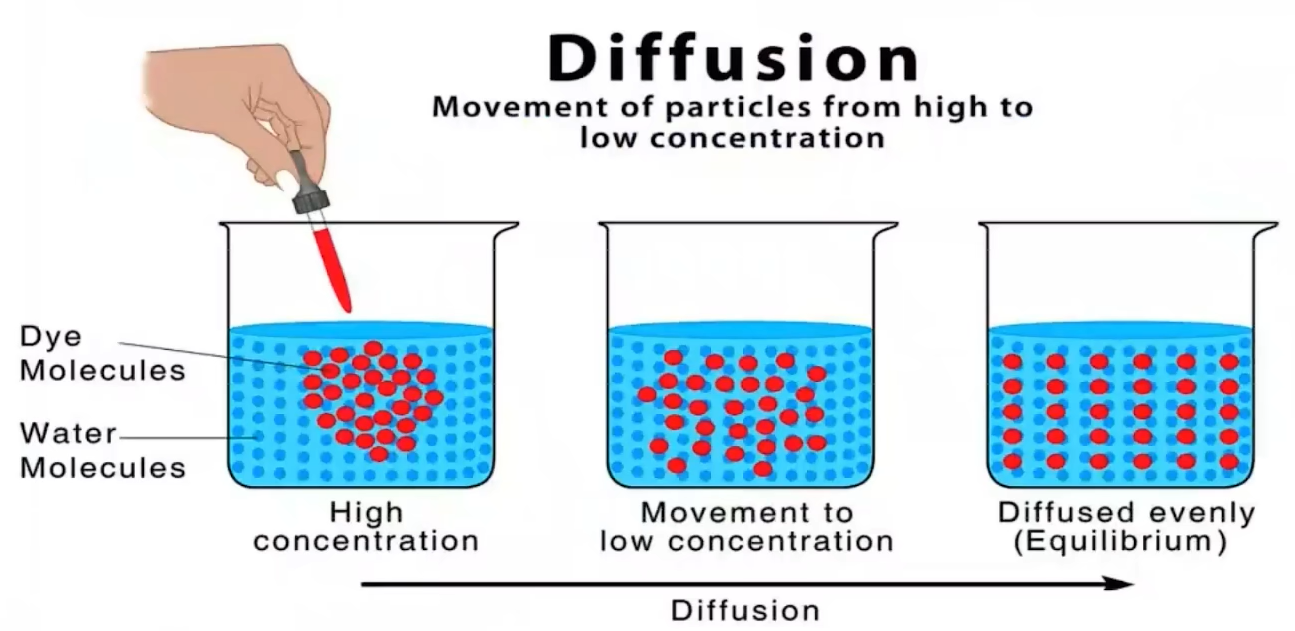 Diffusion
Movement of particles from high to
low concentration
Dye
Molecules
Water
Molecules
High
concentration
Movement to
low concentration
Diffused evenly
(Equilibrium)
Diffusion